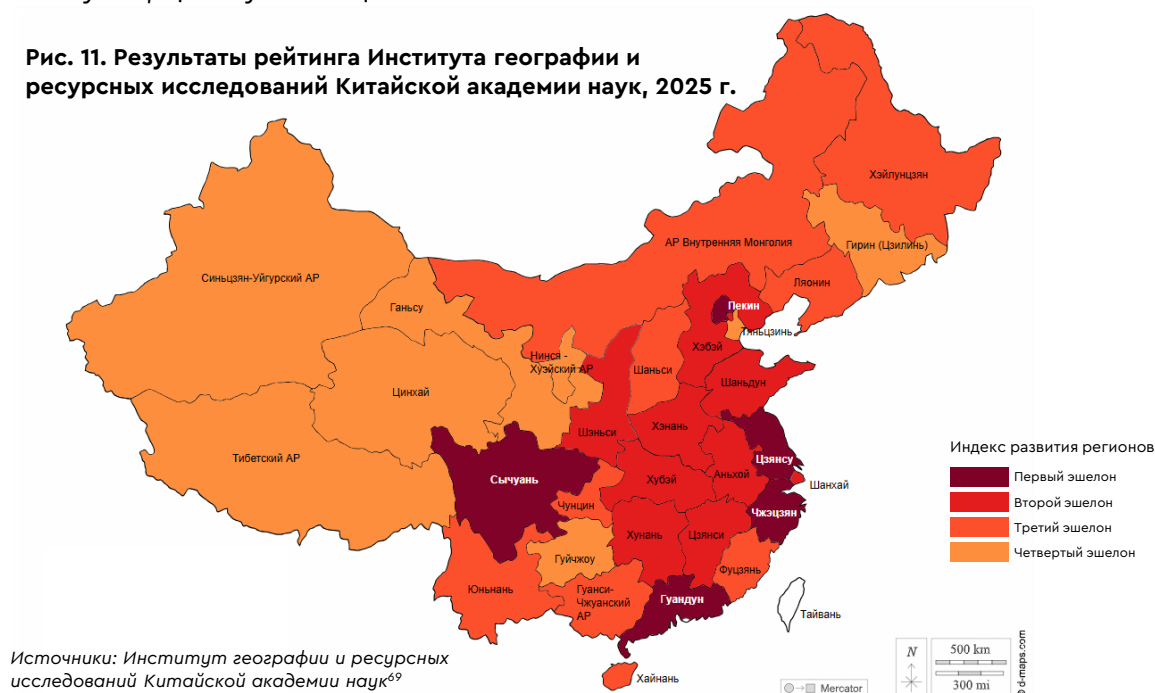 Рис. 11. Результаты рейтинга Института географии и
ресурсных исследований Китайской академии наук, 2025 г.
Хэйлунцзян
АР Внутренняя Монголия
Гирин (Цзилинь)
Синьцзян-Уйгурский АР
Ляонин
Ганьсу
Пекин
Тяньцзинь
Хэбэй
Нинся -
Хуэйский АР
Шаньси
Шаньдун
Цинхай
Шэньси
Хэнань
Тибетский АР
Цзянсу
Сычуань
Хубэй
Аньхой
Шанхай
Чунцин
Чжэцзян
Хунань
Цзянси
Гуйчжоу
Фуцзянь
Юньнань
Гуанси-
Чжуанский
АР
Гуандун
Тайвань
Хайнань
Индекс развития регионов
Первый эшелон
Второй эшелон
Третий эшелон
Четвертый эшелон
Источники: Институт географии и ресурсных
исследований Китайской академии наук⁶⁹
N
500 km
300 mi
Mercator
© d-maps.com